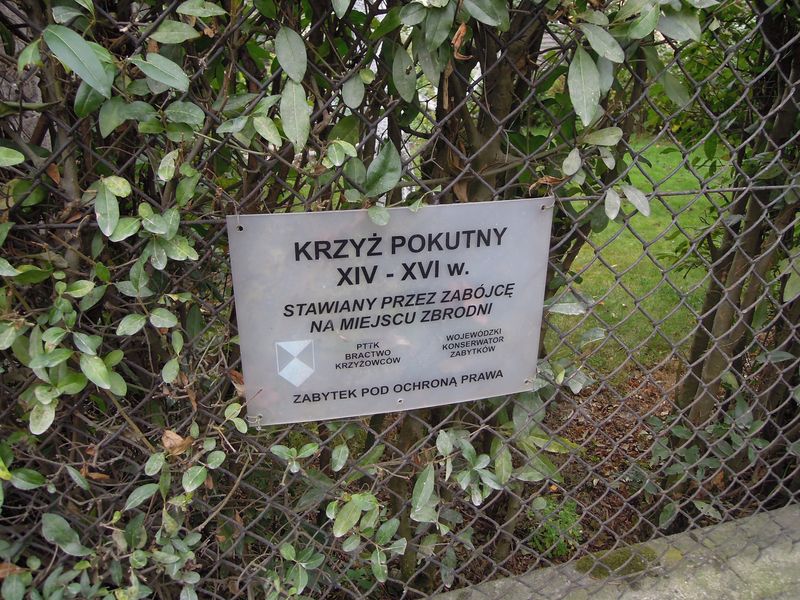 KRZYŻ POKUTNY
XIV - XVI w.
STAWIANY PRZEZ ZABÓJCĘ
NA MIEJSCU ZBRODNI
PTTK
BRACTWO
KRZYŻOWCÓW
WOJEWÓDZKI
KONSERWATOR
ZABYTKÓW
ZABYTEK POD OCHRONĄ PRAWA